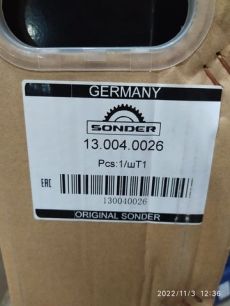 GERMANY
SONDER
13.004.0026
Pcs:1/шТ1
EAC
130040026
ORIGINAL SONDER
2022/11/3 12:36